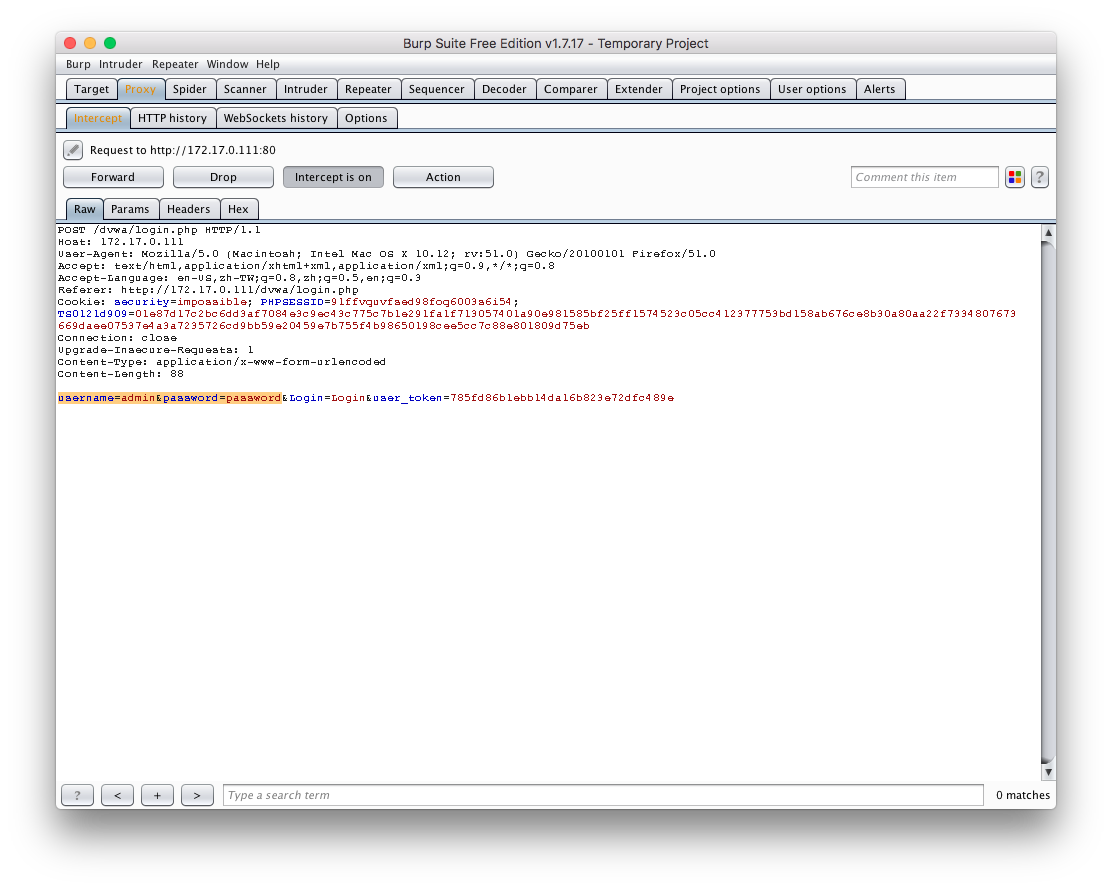 Burp Suite Free Edition v1.7.17 - Temporary Project
Burp Intruder Repeater Window Help
Target Proxy Spider Scanner Intruder Repeater Sequencer Decoder Comparer Extender Project options User options Alerts
Intercept HTTP history WebSockets history Options
Request to http://172.17.0.111:80
Forward Drop Intercept is on Action Comment this item ?
Raw Params Headers Hex
POST /dvwa/login.php HTTP/1.1
Host: 172.17.0.111
User-Agent: Mozilla/5.0 (Macintosh; Intel Mac OS X 10.12; rv:51.0) Gecko/20100101 Firefox/51.0
Accept: text/html,application/xhtml+xml,application/xml;q=0.9,*/*;q=0.8
Accept-Language: en-US,zh-TW;q=0.8,zh;q=0.5,en;q=0.3
Referer: http://172.17.0.111/dvwa/login.php
Cookie: security=impossible; PHPSESSID=91ffvquvfsed98foq6003a6i54;
TS0121d909=01e87d17c2bc6dd3af7084e3c9ec43c775c7b1e291fa1f713057401a90e981585bf25ff1574523c05cc412377753bd158ab676ce8b30a80aa22f7334807673
669daee07537e4a3a7235726cd9bb59e20459e7b755f4b98650198cee5cc7c88e801809d75eb
Connection: close
Upgrade-Insecure-Requests: 1
Content-Type: application/x-www-form-urlencoded
Content-Length: 88
username=admin&password=password&Login=Login&user_token=785fd86b1ebb14da16b823e72dfc489e
? < + > Type a search term 0 matches